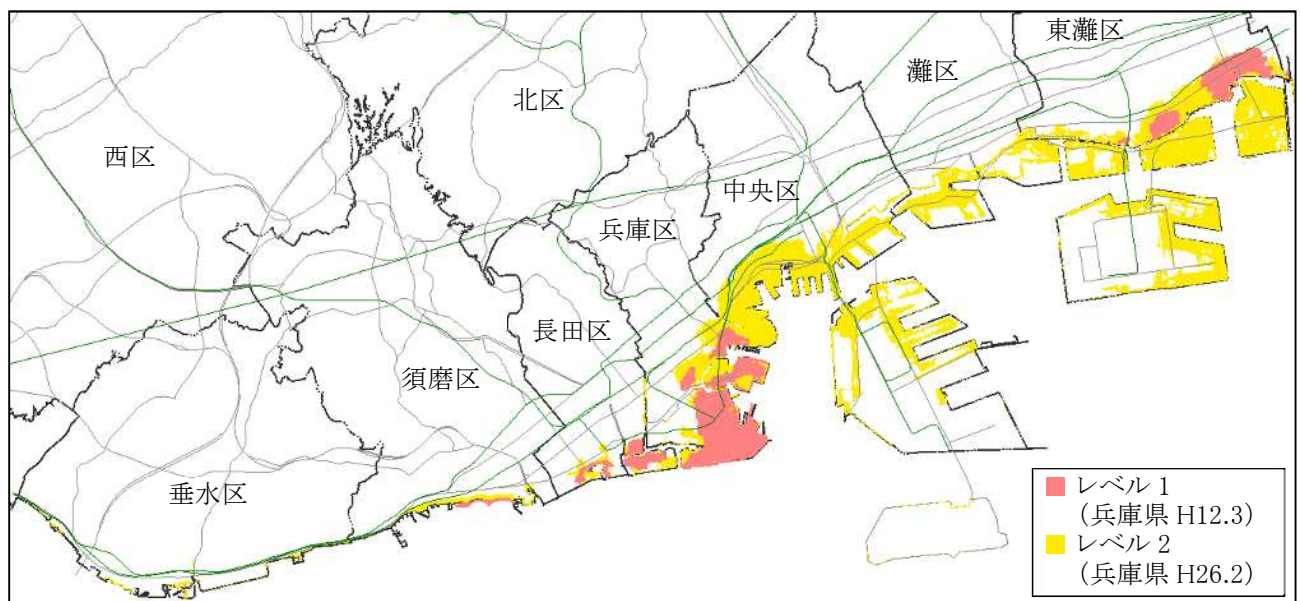 東灘区
灘区
北区
西区
中央区
兵庫区
長田区
須磨区
垂水区
レベル 1
（兵庫県 H12.3）
レベル 2
（兵庫県 H26.2）